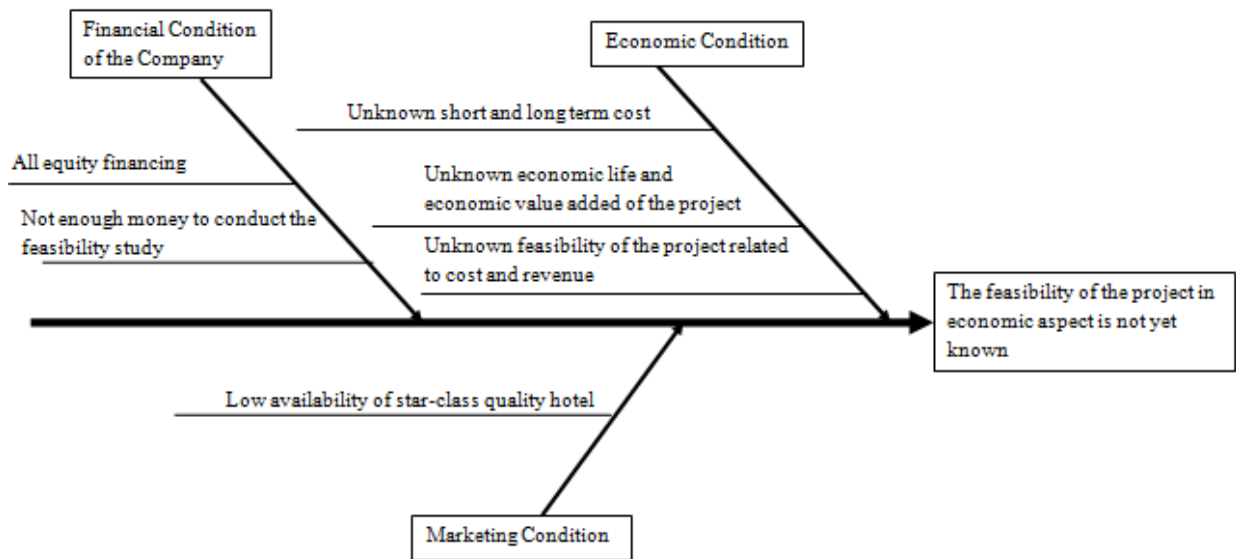 Financial Condition
of the Company
Economic Condition
Unknown short and long term cost
All equity financing
Unknown economic life and
economic value added of the project
Not enough money to conduct the
feasibility study
Unknown feasibility of the project related
to cost and revenue
The feasibility of the project in
economic aspect is not yet
known
Low availability of star-class quality hotel
Marketing Condition